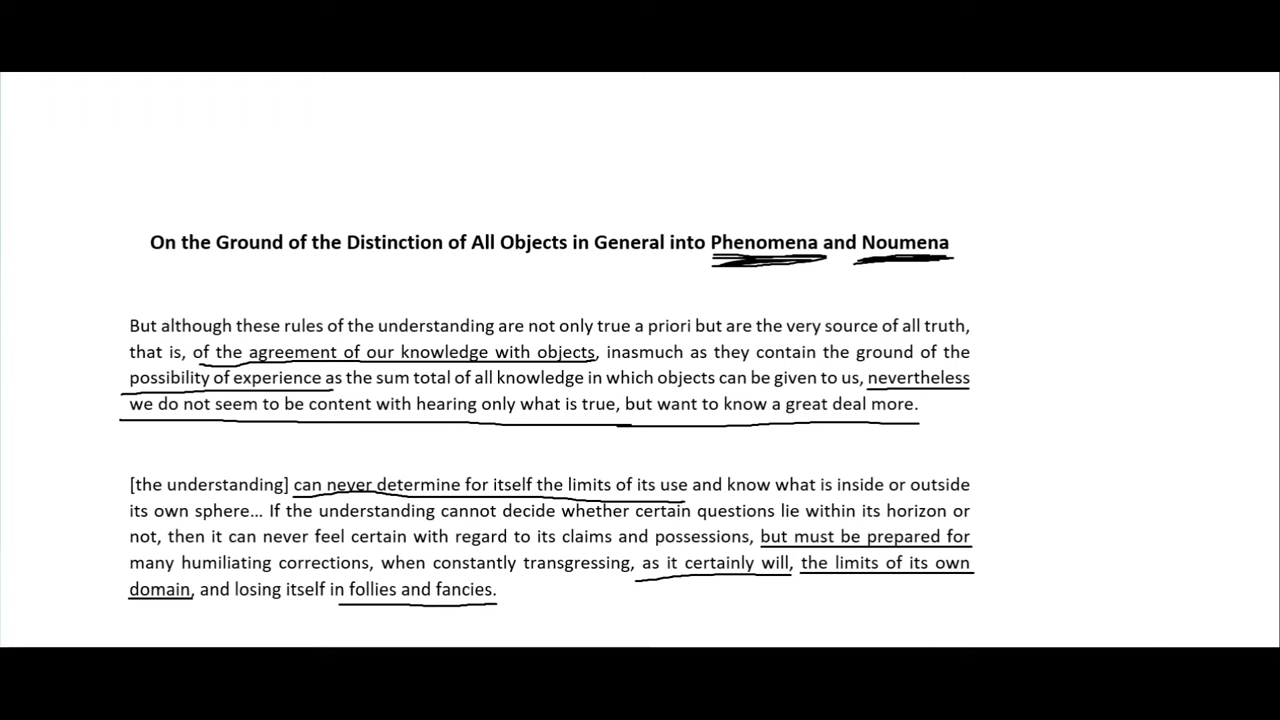 On the Ground of the Distinction of All Objects in General into Phenomena and Noumena
But although these rules of the understanding are not only true a priori but are the very source of all truth,
that is, of the agreement of our knowledge with objects, inasmuch as they contain the ground of the
possibility of experience as the sum total of all knowledge in which objects can be given to us, nevertheless
we do not seem to be content with hearing only what is true, but want to know a great deal more.
[the understanding] can never determine for itself the limits of its use and know what is inside or outside
its own sphere... If the understanding cannot decide whether certain questions lie within its horizon or
not, then it can never feel certain with regard to its claims and possessions, but must be prepared for
many humiliating corrections, when constantly transgressing, as it certainly will, the limits of its own
domain, and losing itself in follies and fancies.